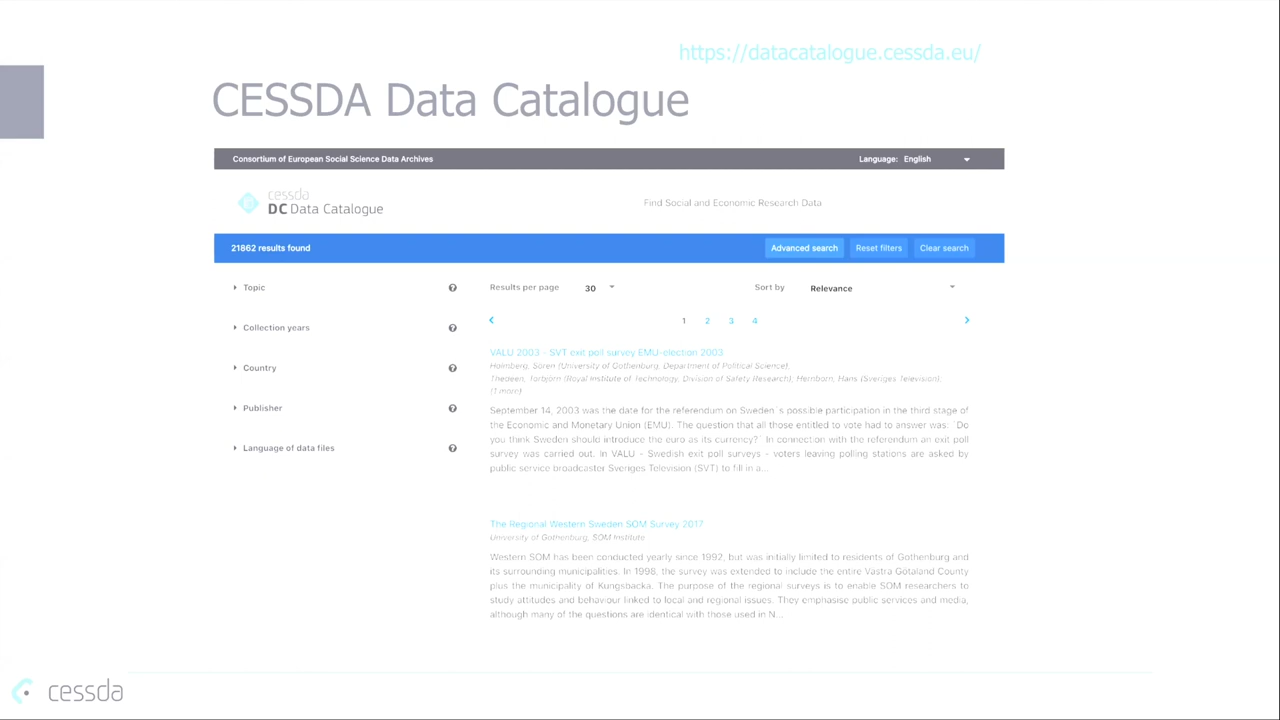 https://datacatalogue.cessda.eu/
CESSDA Data Catalogue
Consortium of European Social Science Data Archives
Language: English
cessda
DC Data Catalogue
Find Social and Economic Research Data
21862 results found
Advanced search
Reset filters
Clear search
Topic
Results per page 30
Sort by Relevance
Collection years
1 2 3 4
Country
Publisher
Language of data files
VALU 2003 - SVT exit poll survey EMU-election 2003
Holmberg, Sören (University of Gothenburg, Department of Political Science);
Thedéen, Torbjörn (Royal Institute of Technology, Division of Safety Research); Hernborn, Hans (Sveriges Television);
(1 more)
September 14, 2003 was the date for the referendum on Sweden´s possible participation in the third stage of
the Economic and Monetary Union (EMU). The question that all those entitled to vote had to answer was: ´Do
you think Sweden should introduce the euro as its currency?´ In connection with the referendum an exit poll
survey was carried out. In VALU - Swedish exit poll surveys - voters leaving polling stations are asked by
public service broadcaster Sveriges Television (SVT) to fill in a...
The Regional Western Sweden SOM Survey 2017
University of Gothenburg, SOM Institute
Western SOM has been conducted yearly since 1992, but was initially limited to residents of Gothenburg and
its surrounding municipalities. In 1998, the survey was extended to include the entire Västra Götaland County
plus the municipality of Kungsbacka. The purpose of the regional surveys is to enable SOM researchers to
study attitudes and behaviour linked to local and regional issues. They emphasise public services and media,
although many of the questions are identical with those used in N...
cessda